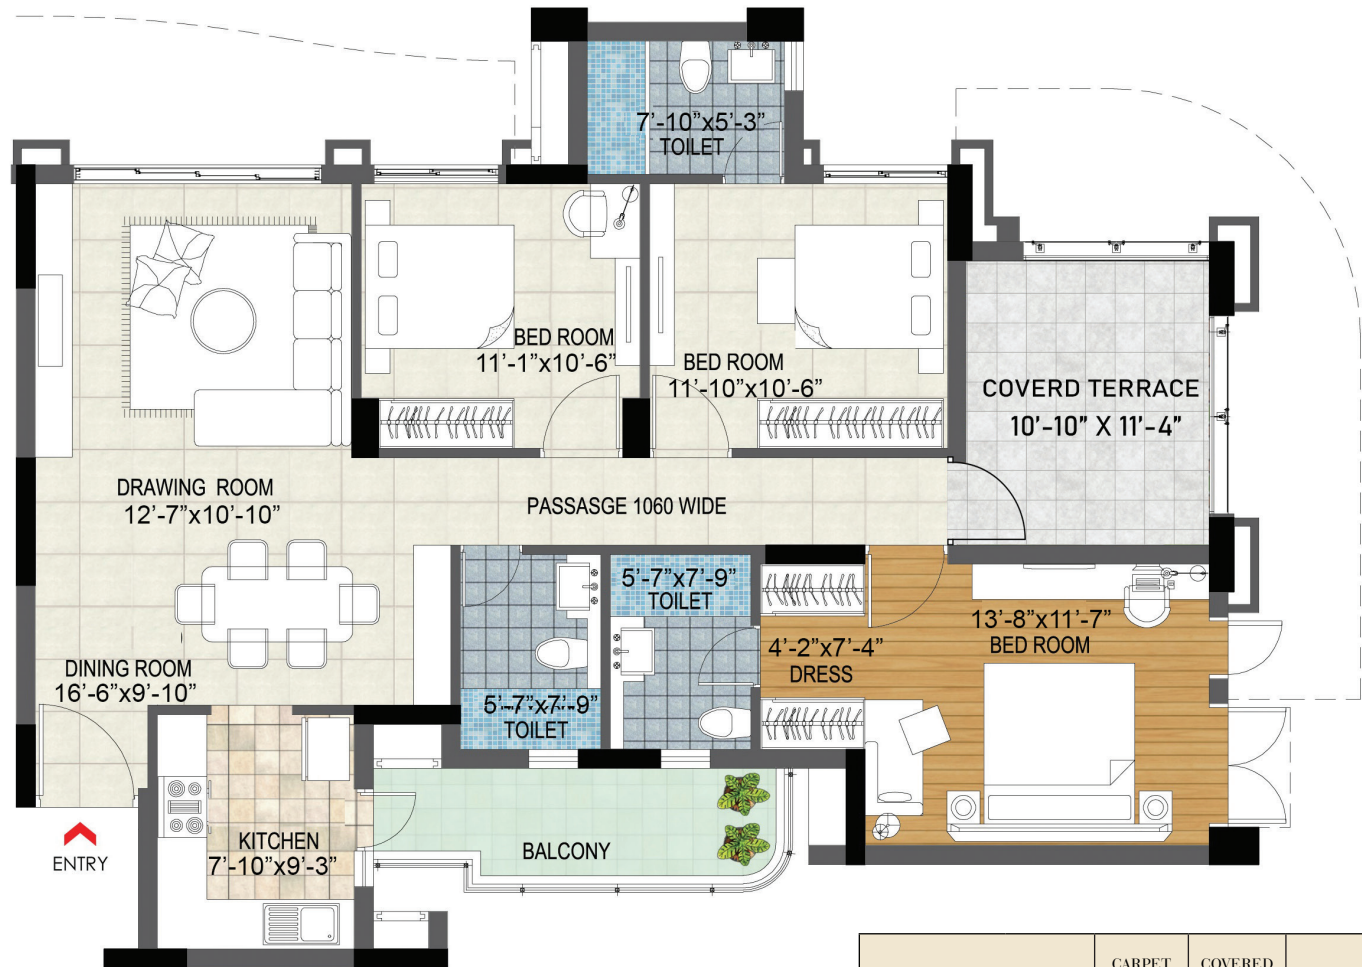 7'-10"x5'-3"
TOILET
BED ROOM
11'-1"x10'-6"
BED ROOM
11'-10"x10'-6"
COVERD TERRACE
10'-10" X 11'-4"
DRAWING ROOM
12'-7"x10'-10"
PASSASGE 1060 WIDE
5'-7"x7'-9"
TOILET
13'-8"x11'-7"
BED ROOM
4'-2"x7'-4"
DRESS
DINING ROOM
16'-6"x9'-10"
5'-7"x7'-9"
TOILET
KITCHEN
7'-10"x9'-3"
BALCONY
ENTRY
CARPET
COVERED